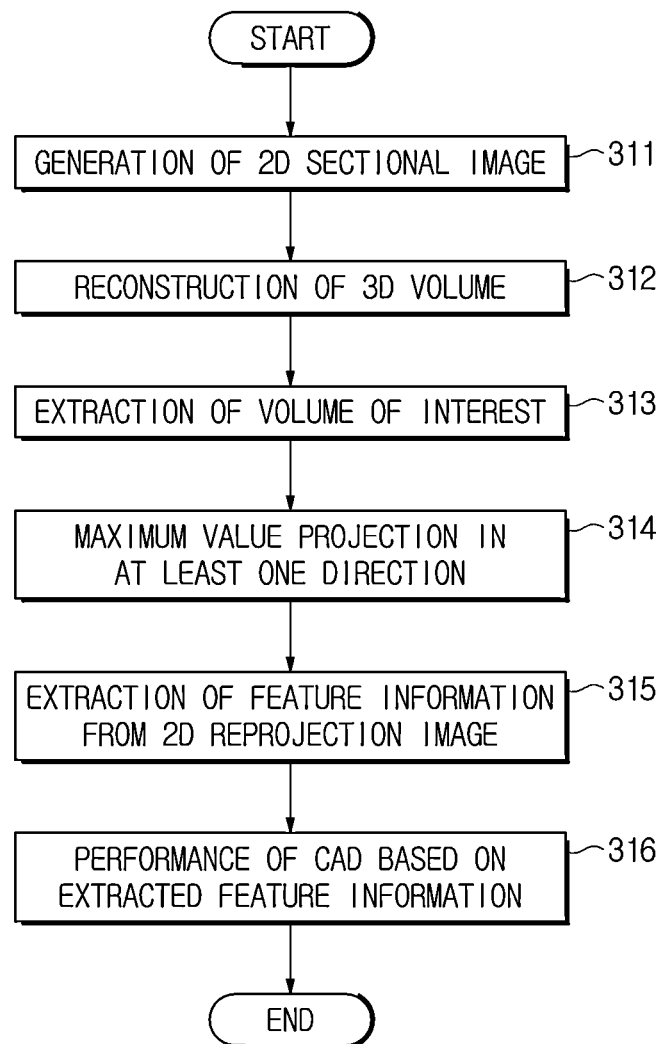 START
GENERATION OF 2D SECTIONAL IMAGE
311
RECONSTRUCTION OF 3D VOLUME
312
EXTRACTION OF VOLUME OF INTEREST
313
MAXIMUM VALUE PROJECTION IN
AT LEAST ONE DIRECTION
314
EXTRACTION OF FEATURE INFORMATION
FROM 2D REPROJECTION IMAGE
315
PERFORMANCE OF CAD BASED ON
EXTRACTED FEATURE INFORMATION
316
END